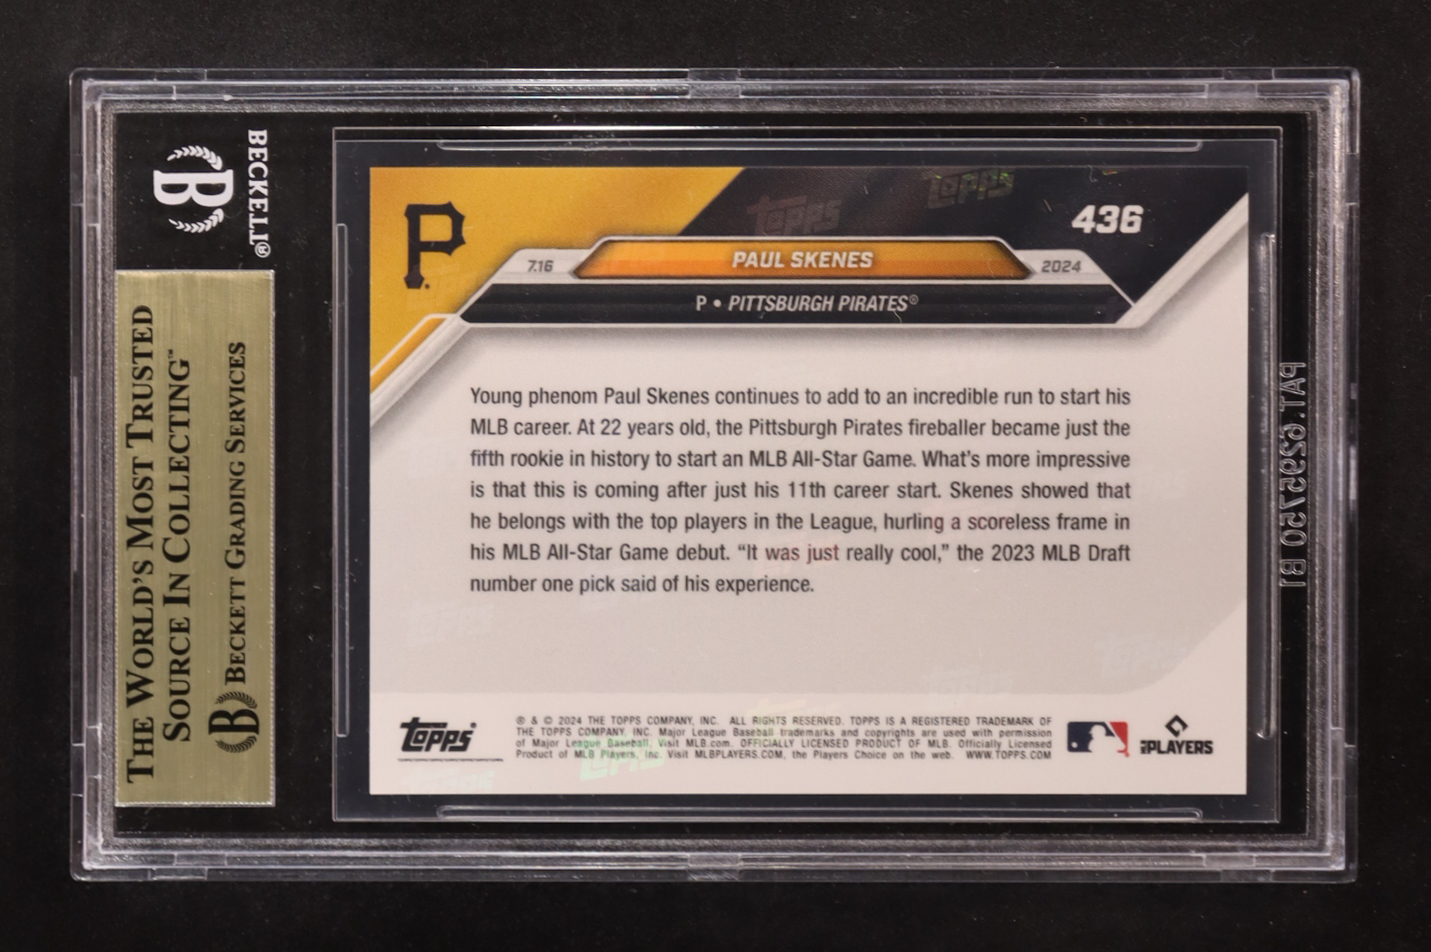 BECKETT®
B
THE WORLD'S MOST TRUSTED
SOURCE IN COLLECTING™
B BECKETT GRADING SERVICES
P
TOPPS
TOPPS
436
7.16
PAUL SKENES
2024
P • PITTSBURGH PIRATES®
Young phenom Paul Skenes continues to add to an incredible run to start his
MLB career. At 22 years old, the Pittsburgh Pirates fireballer became just the
fifth rookie in history to start an MLB All-Star Game. What's more impressive
is that this is coming after just his 11th career start. Skenes showed that
he belongs with the top players in the League, hurling a scoreless frame in
his MLB All-Star Game debut. “It was just really cool,” the 2023 MLB Draft
number one pick said of his experience.
TOPPS
® & © 2024 THE TOPPS COMPANY, INC. ALL RIGHTS RESERVED. TOPPS IS A REGISTERED TRADEMARK OF
THE TOPPS COMPANY, INC. Major League Baseball trademarks and copyrights are used with permission
of Major League Baseball. Visit MLB.com. OFFICIALLY LICENSED PRODUCT OF MLB. Officially Licensed
Product of MLB Players, Inc. Visit MLBPLAYERS.COM, the Players Choice on the web. WWW.TOPPS.COM
PLAYERS
PAT. 6295750 B1